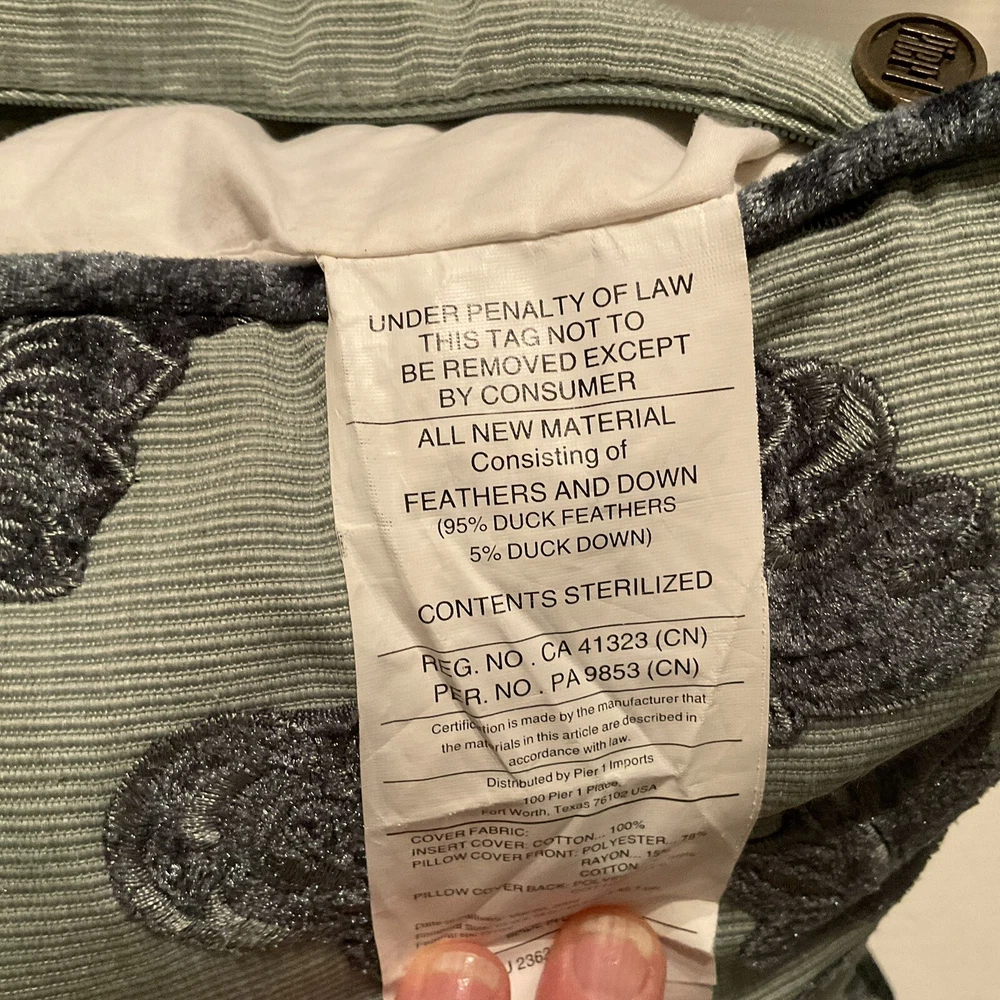 UNDER PENALTY OF LAW
THIS TAG NOT TO
BE REMOVED EXCEPT
BY CONSUMER
ALL NEW MATERIAL
Consisting of
FEATHERS AND DOWN
(95% DUCK FEATHERS
5% DUCK DOWN)
CONTENTS STERILIZED
REG. NO . CA 41323 (CN)
PER. NO . PA 9853 (CN)
Certification is made by the manufacturer that
the materials in this article are described in
accordance with law.
Distributed by Pier 1 Imports
100 Pier 1 Place,
Fort Worth, Texas 76102 USA
COVER FABRIC:
INSERT COVER: COTTON... 100%
PILLOW COVER FRONT: POLYESTER...
RAYON...
COTTON
PILLOW COVER BACK: